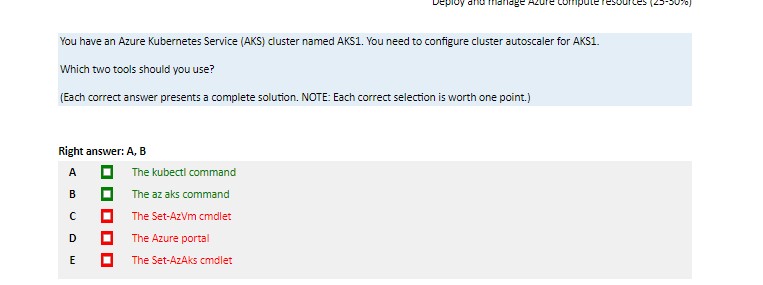 Deploy and manage Azure compute resources (25-30%)
You have an Azure Kubernetes Service (AKS) cluster named AKS1. You need to configure cluster autoscaler for AKS1.
Which two tools should you use?
(Each correct answer presents a complete solution. NOTE: Each correct selection is worth one point.)
Right answer: A, B
A The kubectl command
B The az aks command
C The Set-AzVm cmdlet
D The Azure portal
E The Set-AzAks cmdlet